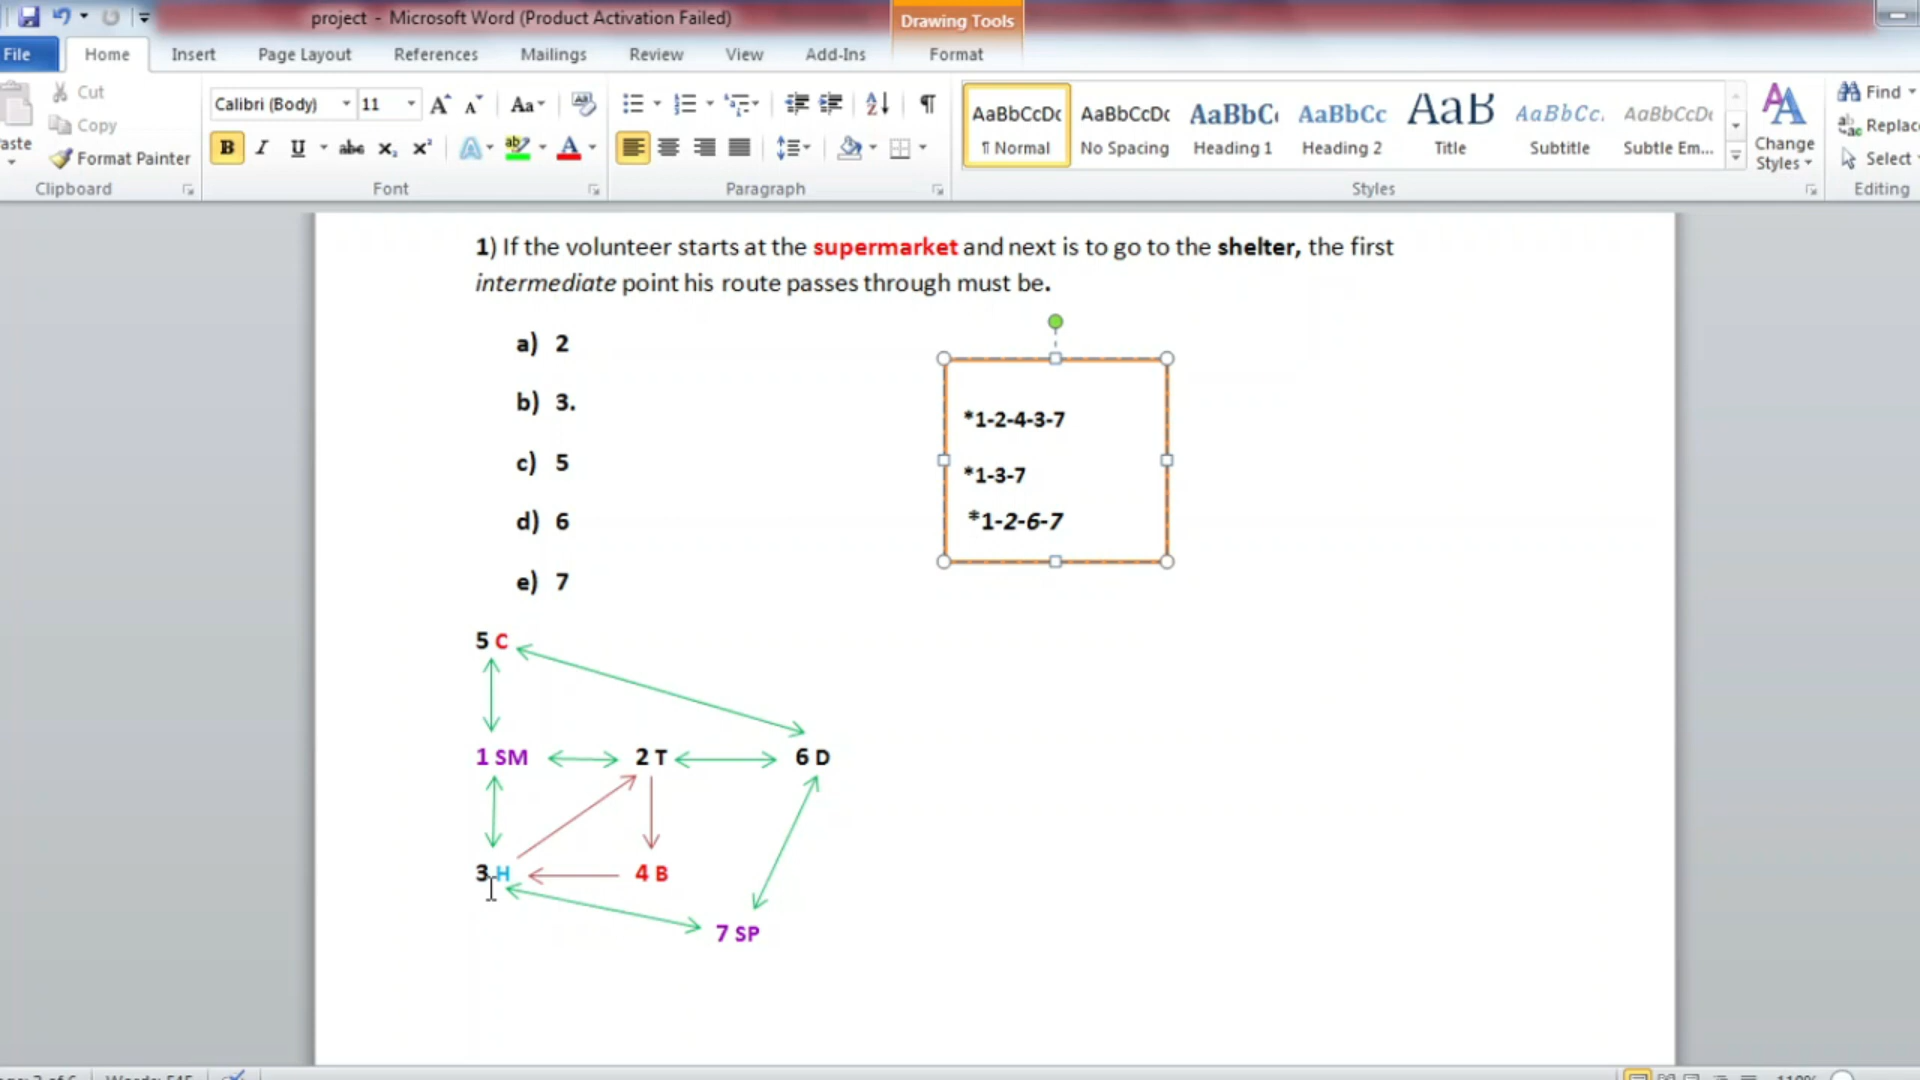 project - Microsoft Word (Product Activation Failed)
Drawing Tools
File Home Insert Page Layout References Mailings Review View Add-Ins Format
Cut
Copy
Format Painter
Clipboard
Calibri (Body) 11
Font
Paragraph
AaBbCcDc AaBbCcDc AaBbC AaBbCc AaB AaBbCc. AaBbCcDc
¶ Normal No Spacing Heading 1 Heading 2 Title Subtitle Subtle Em...
Styles
Change
Styles
Find
Replac
Select
Editing
1) If the volunteer starts at the supermarket and next is to go to the shelter, the first
intermediate point his route passes through must be.
a) 2
b) 3.
c) 5
d) 6
e) 7
*1-2-4-3-7
*1-3-7
*1-2-6-7
5 C
1 SM 2 T 6 D
3 H 4 B
7 SP